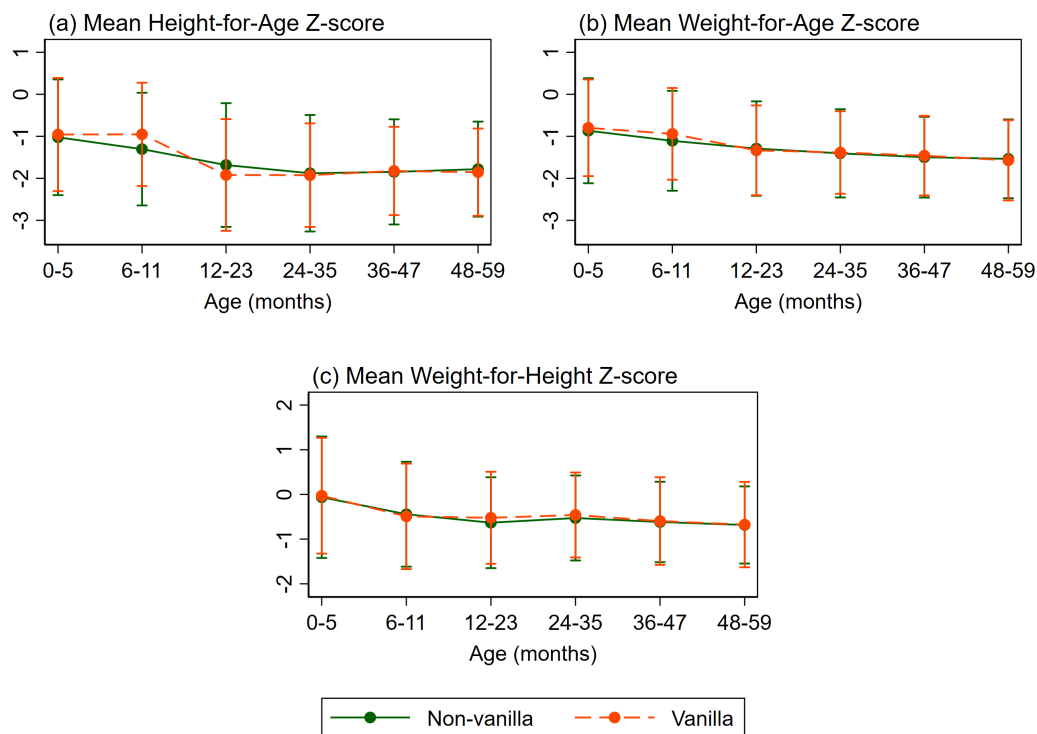 (a) Mean Height-for-Age Z-score
1
0
-1
-2
-3
0-5 6-11 12-23 24-35 36-47 48-59
Age (months)
(b) Mean Weight-for-Age Z-score
1
0
-1
-2
-3
0-5 6-11 12-23 24-35 36-47 48-59
Age (months)
(c) Mean Weight-for-Height Z-score
2
1
0
-1
-2
0-5 6-11 12-23 24-35 36-47 48-59
Age (months)
Non-vanilla Vanilla